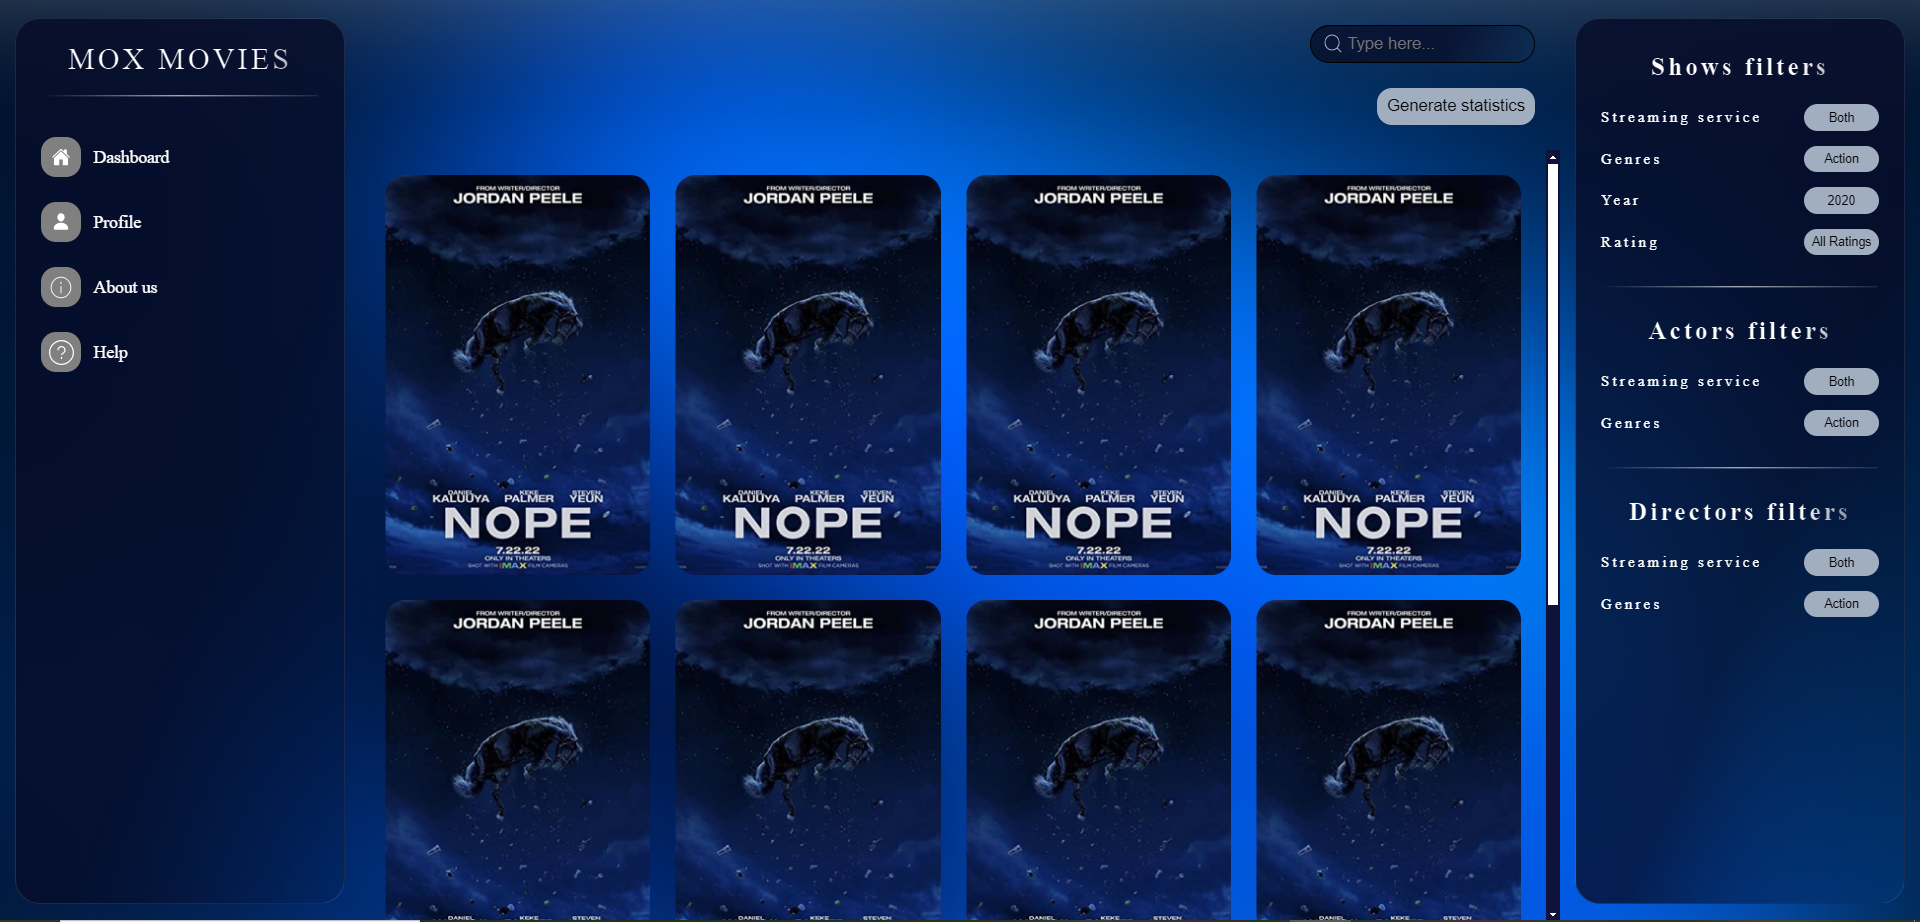 MOX MOVIES
Dashboard
Profile
About us
Help
Type here...
Generate statistics
FROM WRITER/DIRECTOR
JORDAN PEELE
DANIEL KEKE STEVEN
KALUUYA PALMER YEUN
NOPE
7.22.22
ONLY IN THEATERS
SHOT WITH IMAX FILM CAMERAS
FROM WRITER/DIRECTOR
JORDAN PEELE
DANIEL KEKE STEVEN
KALUUYA PALMER YEUN
NOPE
7.22.22
ONLY IN THEATERS
SHOT WITH IMAX FILM CAMERAS
FROM WRITER/DIRECTOR
JORDAN PEELE
DANIEL KEKE STEVEN
KALUUYA PALMER YEUN
NOPE
7.22.22
ONLY IN THEATERS
SHOT WITH IMAX FILM CAMERAS
FROM WRITER/DIRECTOR
JORDAN PEELE
DANIEL KEKE STEVEN
KALUUYA PALMER YEUN
NOPE
7.22.22
ONLY IN THEATERS
SHOT WITH IMAX FILM CAMERAS
FROM WRITER/DIRECTOR
JORDAN PEELE
DANIEL KEKE STEVEN
FROM WRITER/DIRECTOR
JORDAN PEELE
DANIEL KEKE STEVEN
FROM WRITER/DIRECTOR
JORDAN PEELE
DANIEL KEKE STEVEN
FROM WRITER/DIRECTOR
JORDAN PEELE
DANIEL KEKE STEVEN
Shows filters
Streaming service Both
Genres Action
Year 2020
Rating All Ratings
Actors filters
Streaming service Both
Genres Action
Directors filters
Streaming service Both
Genres Action